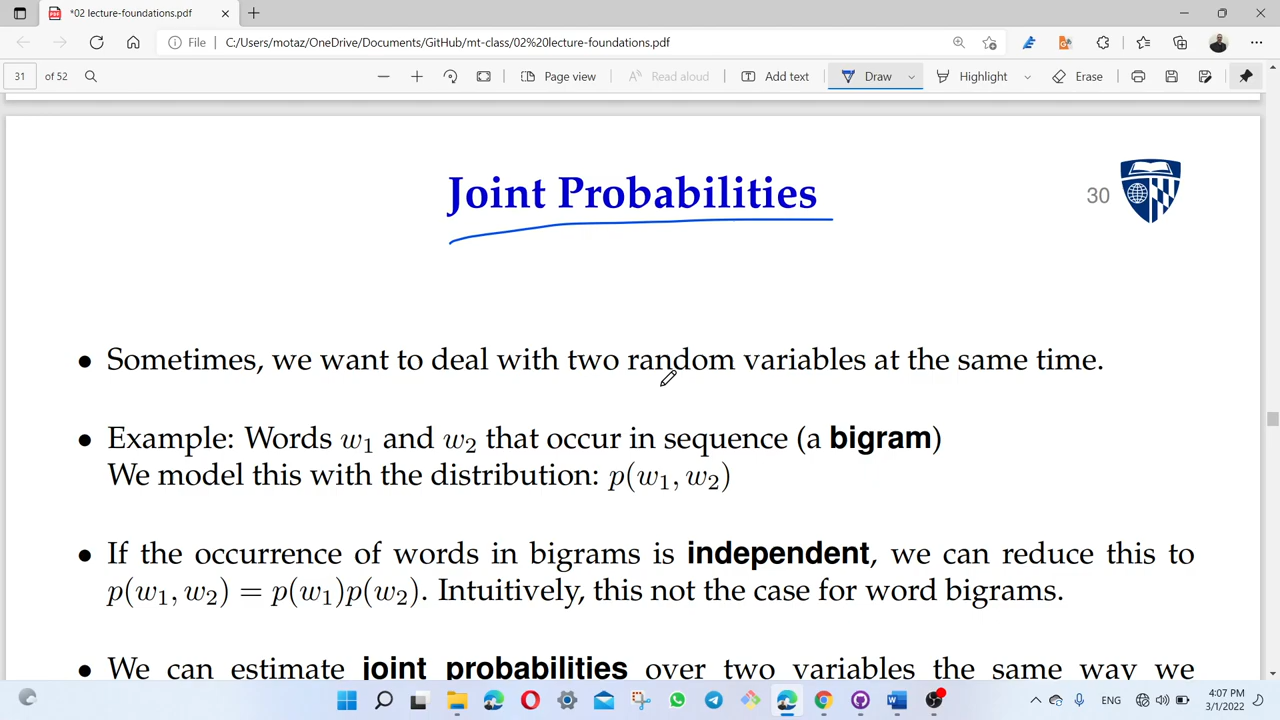 *02 lecture-foundations.pdf
File C:/Users/motaz/OneDrive/Documents/GitHub/mt-class/02%20lecture-foundations.pdf
31 of 52 Page view Read aloud Add text Draw Highlight Erase
Joint Probabilities
30
• Sometimes, we want to deal with two random variables at the same time.
• Example: Words w₁ and w₂ that occur in sequence (a bigram)
We model this with the distribution: p(w₁, w₂)
• If the occurrence of words in bigrams is independent, we can reduce this to
p(w₁, w₂) = p(w₁)p(w₂). Intuitively, this not the case for word bigrams.
• We can estimate joint probabilities over two variables the same way we
ENG
4:07 PM
3/1/2022